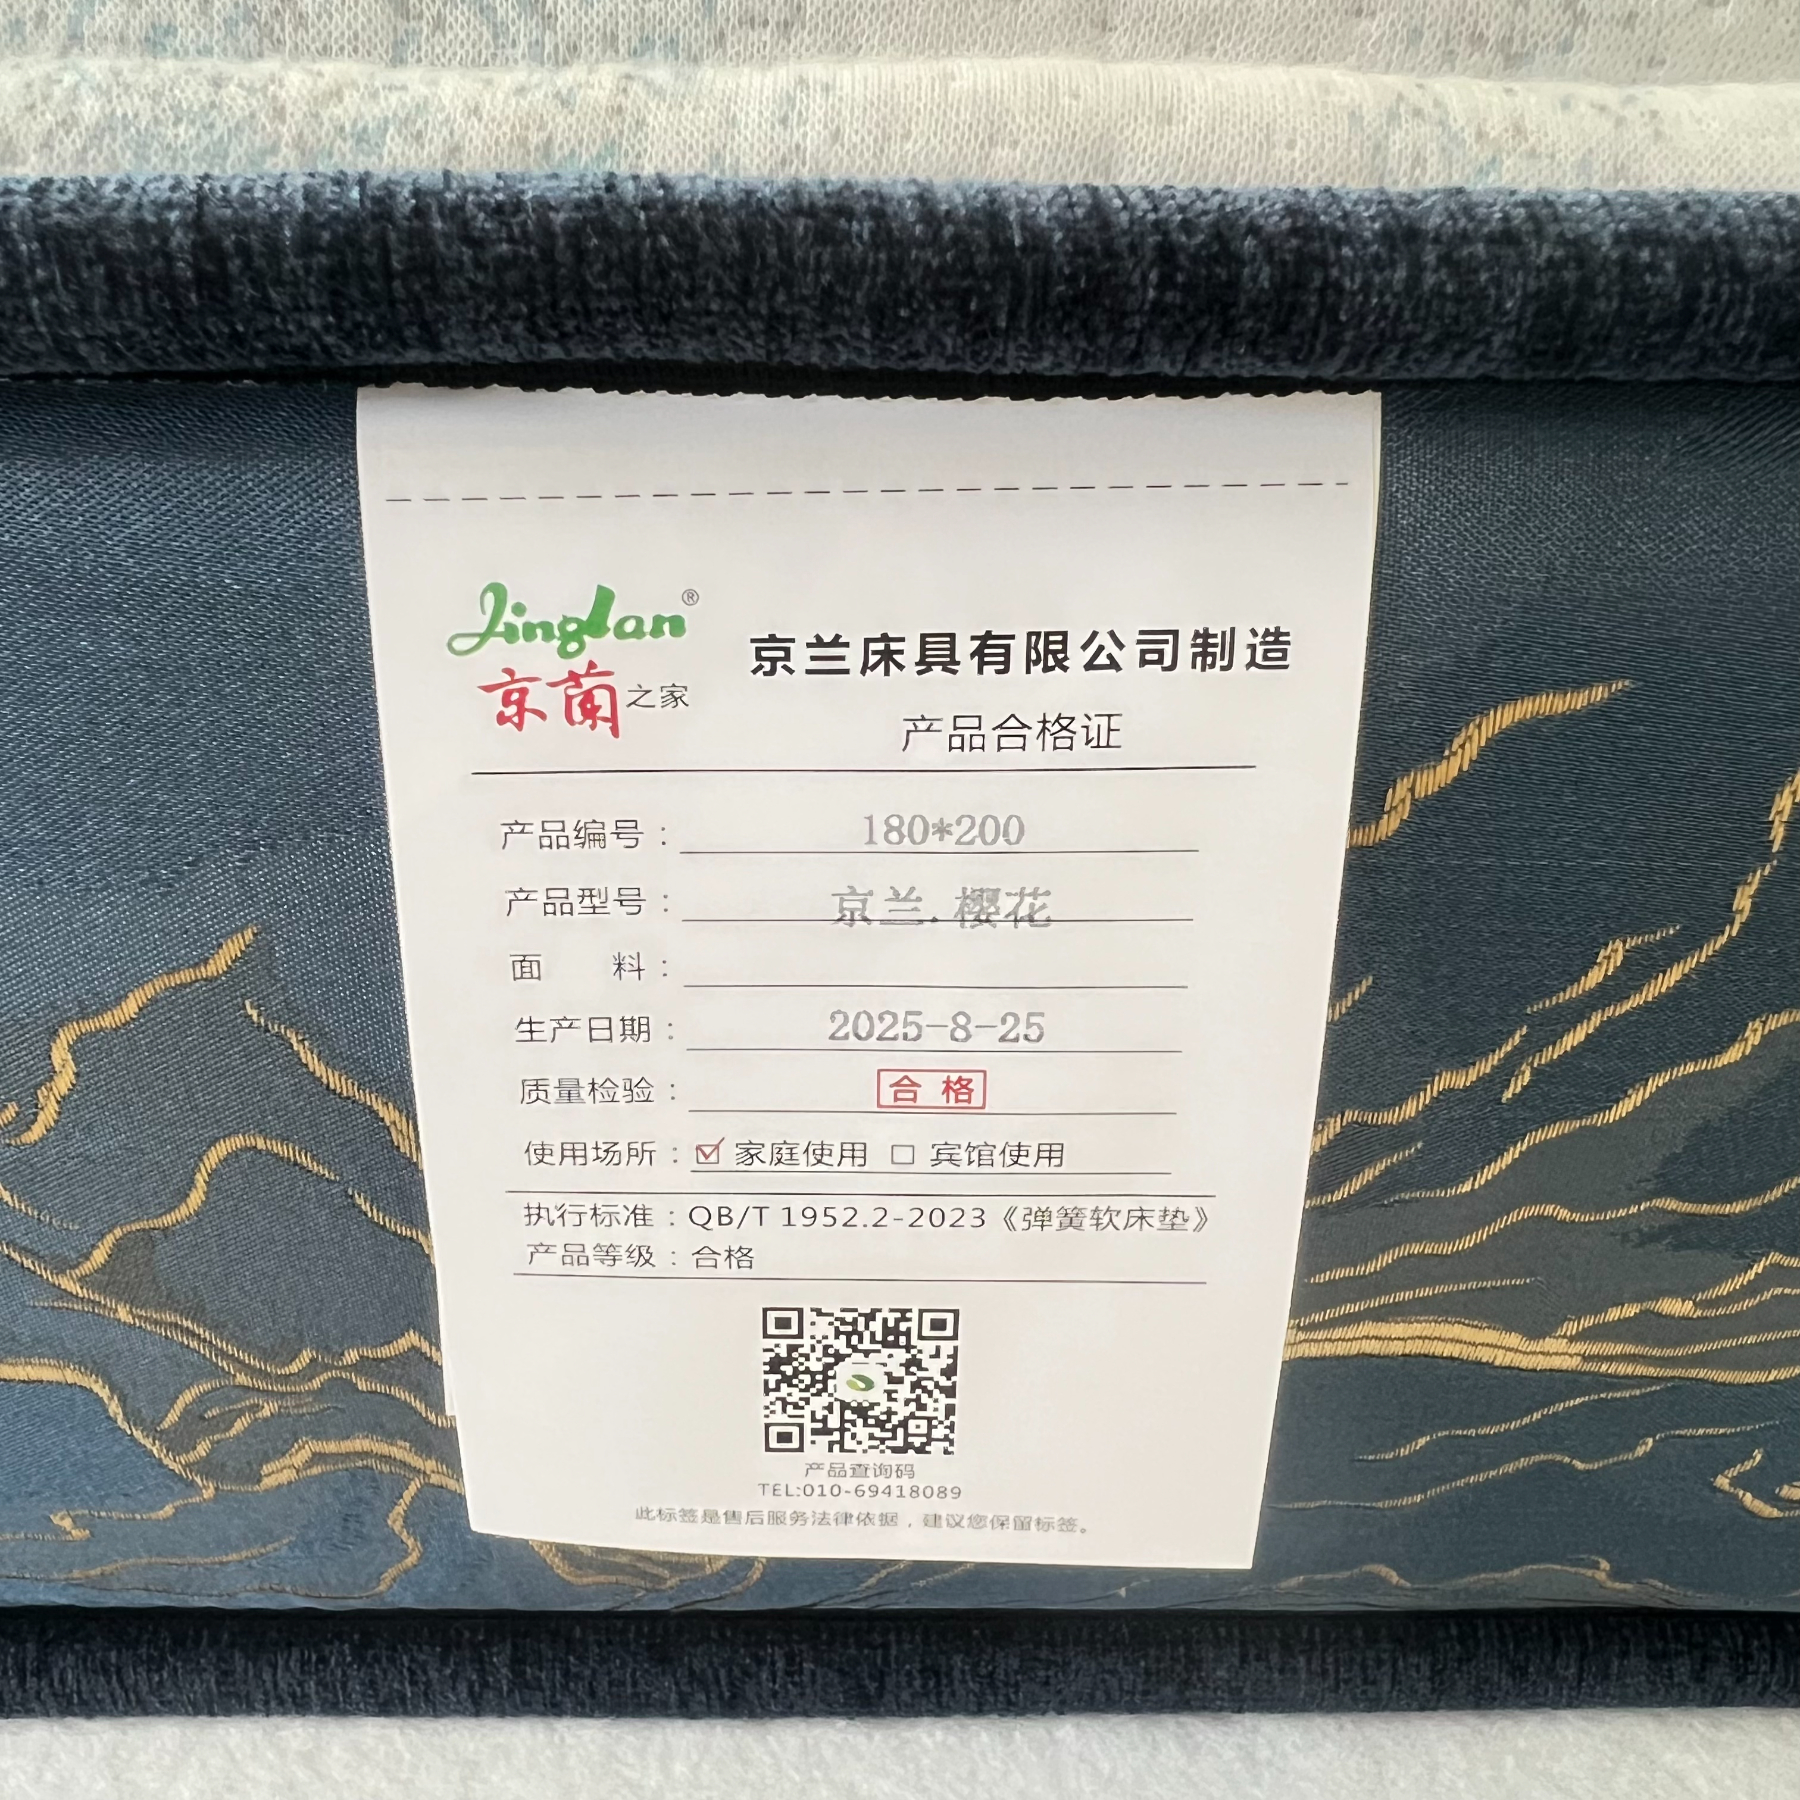 Jinglan®
京蘭之家
京兰床具有限公司制造
产品合格证
产品编号：180*200
产品型号：京兰.樱花
面 料：
生产日期：2025-8-25
质量检验：合 格
使用场所：☑ 家庭使用 □ 宾馆使用
执行标准：QB/T 1952.2-2023《弹簧软床垫》
产品等级：合格
产品查询码
TEL:010-69418089
此标签是售后服务法律依据，建议您保留标签。